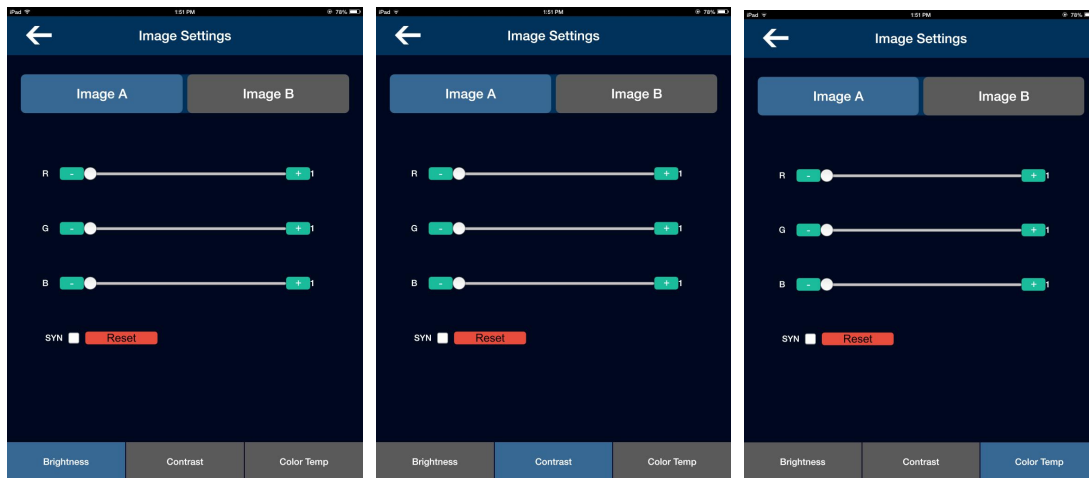 iPad 1:51 PM 78%
Image Settings
Image A Image B
R - + 1
G - + 1
B - + 1
SYN Reset
Brightness Contrast Color Temp
iPad 1:51 PM 78%
Image Settings
Image A Image B
R - + 1
G - + 1
B - + 1
SYN Reset
Brightness Contrast Color Temp
iPad 1:51 PM 78%
Image Settings
Image A Image B
R - + 1
G - + 1
B - + 1
SYN Reset
Brightness Contrast Color Temp